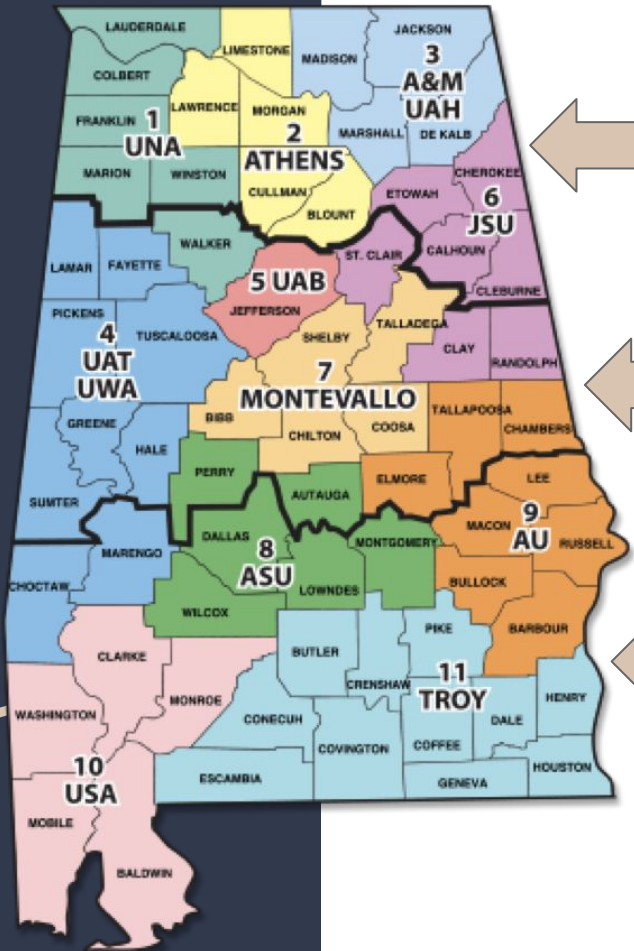 LAUDERDALE
LIMESTONE
MADISON
JACKSON
COLBERT
3
A&M
UAH
LAWRENCE
MORGAN
FRANKLIN
1
UNA
2
ATHENS
MARSHALL
DE KALB
MARION
WINSTON
CULLMAN
BLOUNT
CHEROKEE
ETOWAH
6
JSU
WALKER
ST. CLAIR
CALHOUN
LAMAR
FAYETTE
5 UAB
JEFFERSON
CLEBURNE
PICKENS
TUSCALOOSA
4
UAT
UWA
SHELBY
TALLADEGA
CLAY
RANDOLPH
7
MONTEVALLO
GREENE
HALE
BIBB
CHILTON
COOSA
TALLAPOOSA
CHAMBERS
SUMTER
PERRY
AUTAUGA
ELMORE
LEE
MARENGO
DALLAS
8
ASU
MONTGOMERY
MACON
9
AU
RUSSELL
CHOCTAW
WILCOX
LOWNDES
BULLOCK
BARBOUR
CLARKE
MONROE
BUTLER
CRENSHAW
PIKE
11
TROY
HENRY
DALE
WASHINGTON
CONECUH
COVINGTON
COFFEE
10
USA
ESCAMBIA
GENEVA
HOUSTON
MOBILE
BALDWIN